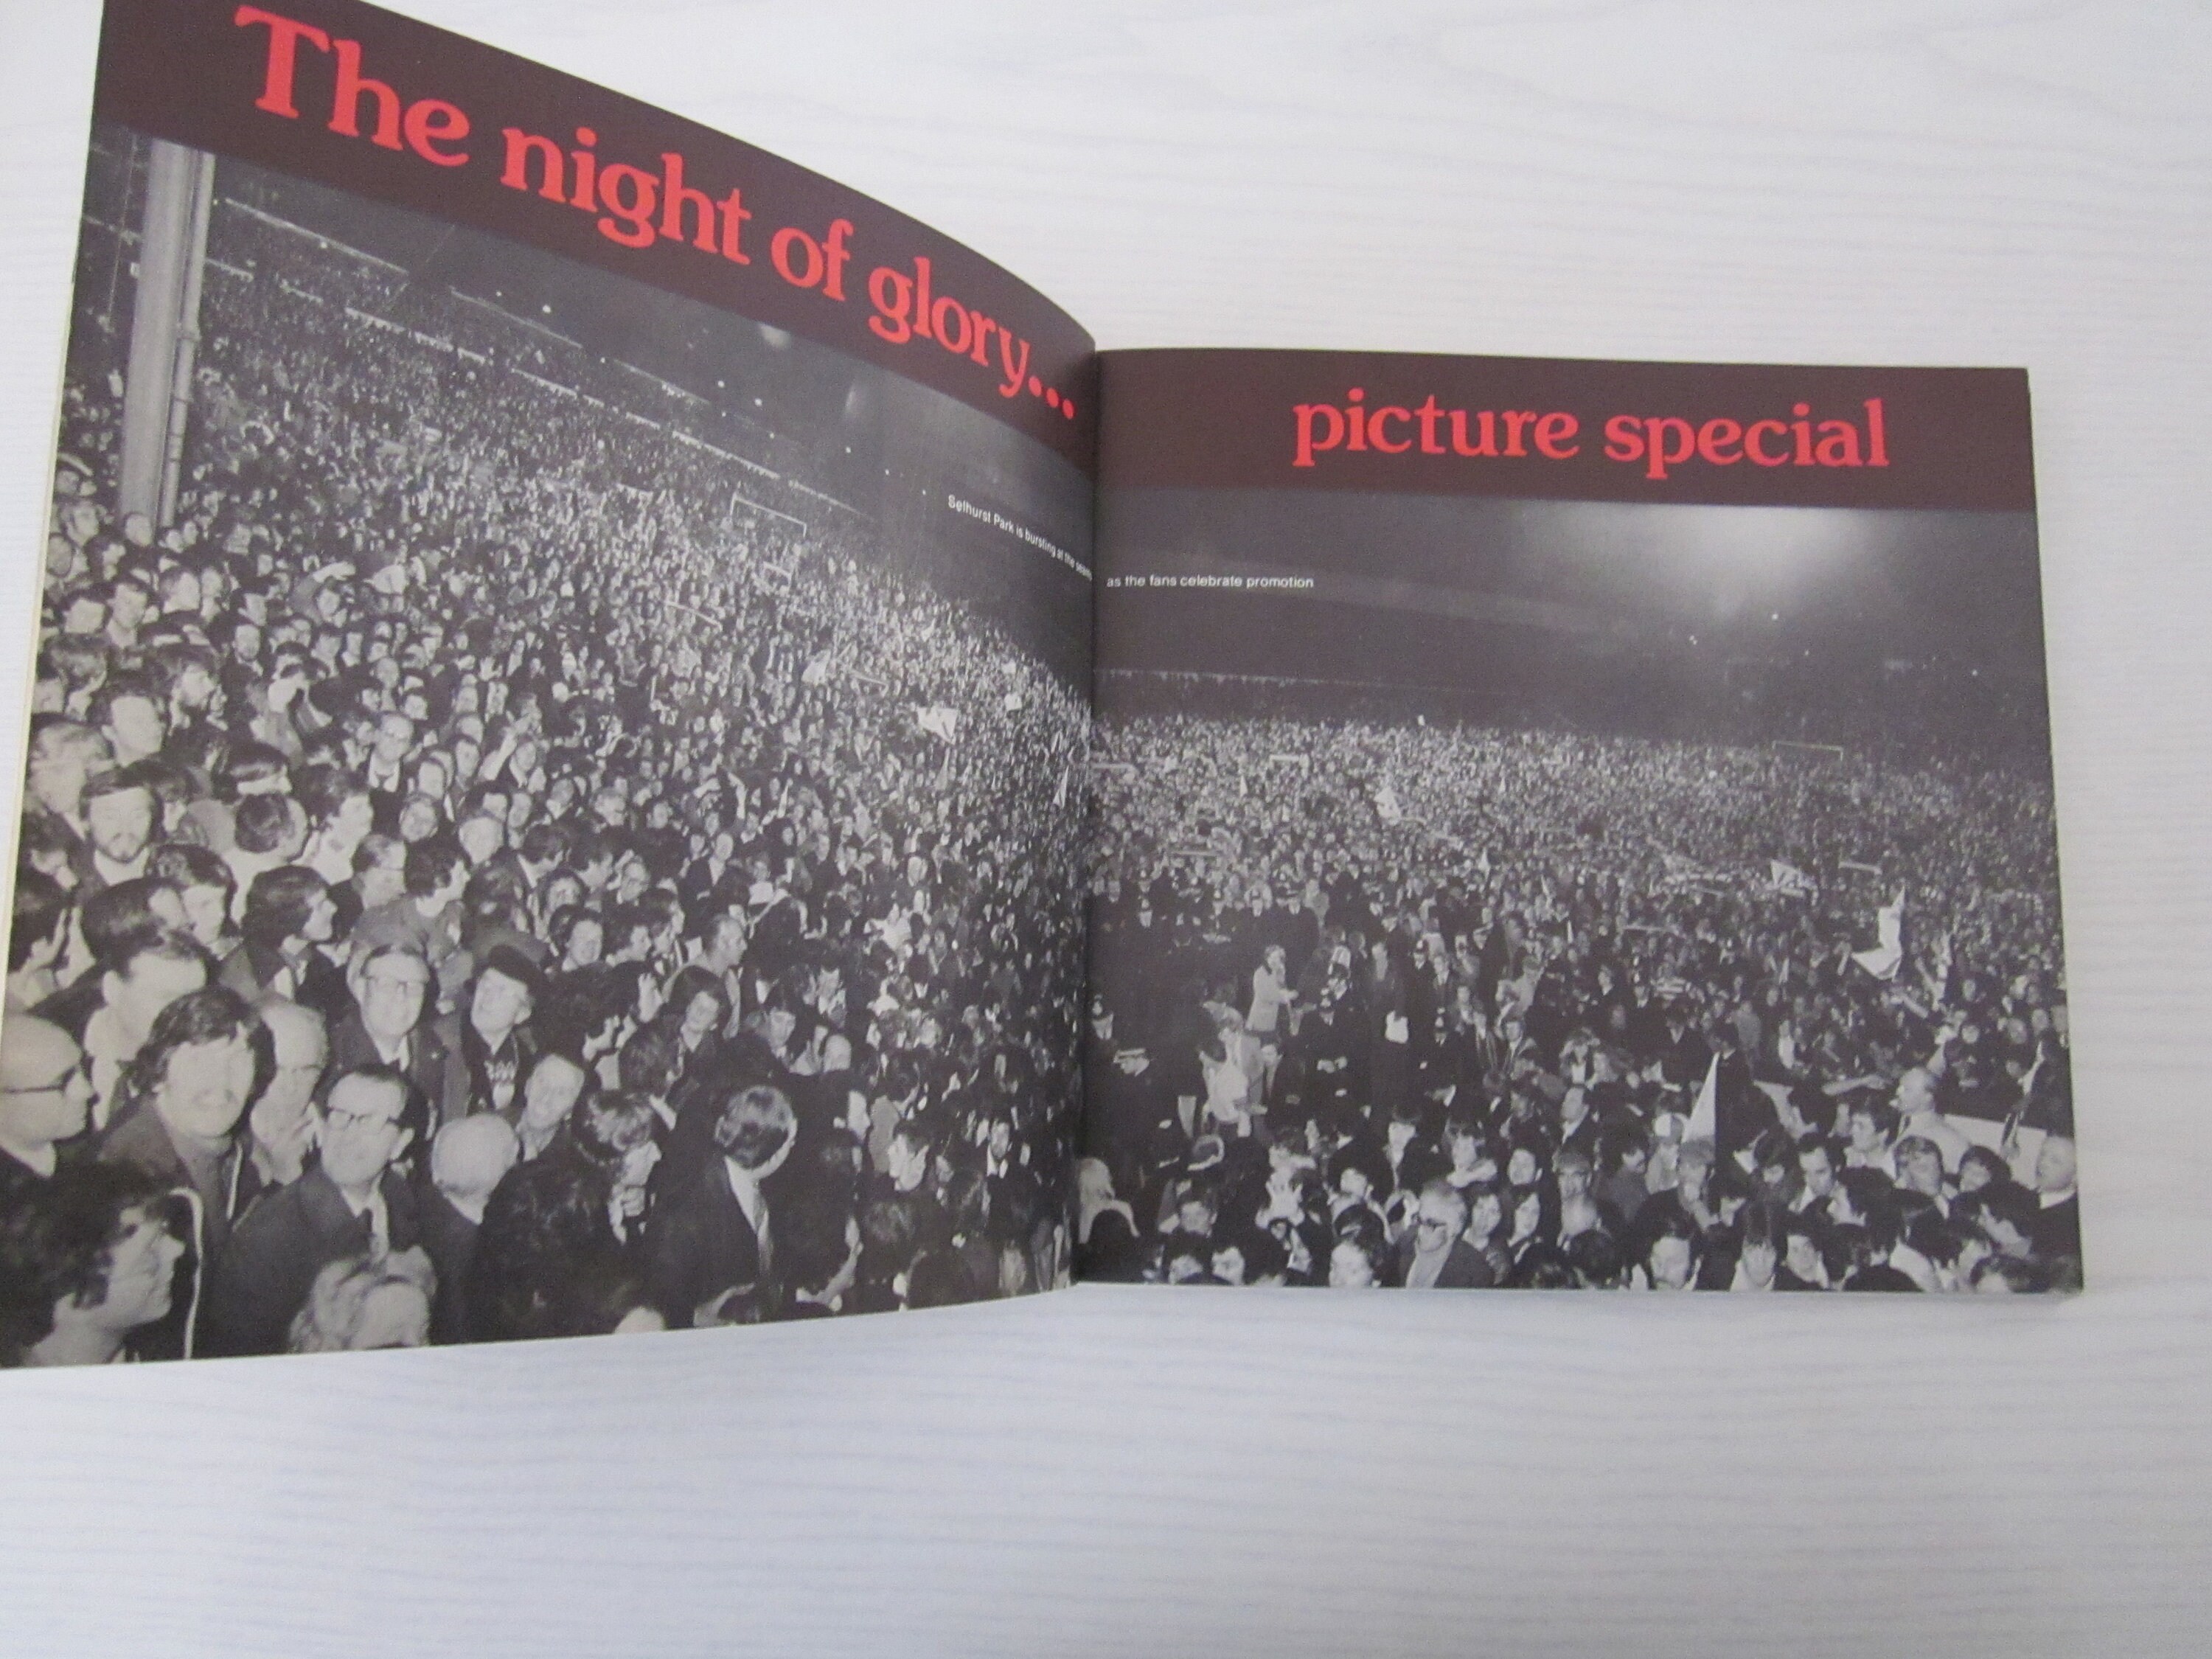 The night of glory...
picture special
Selhurst Park is bursting at the seams
as the fans celebrate promotion